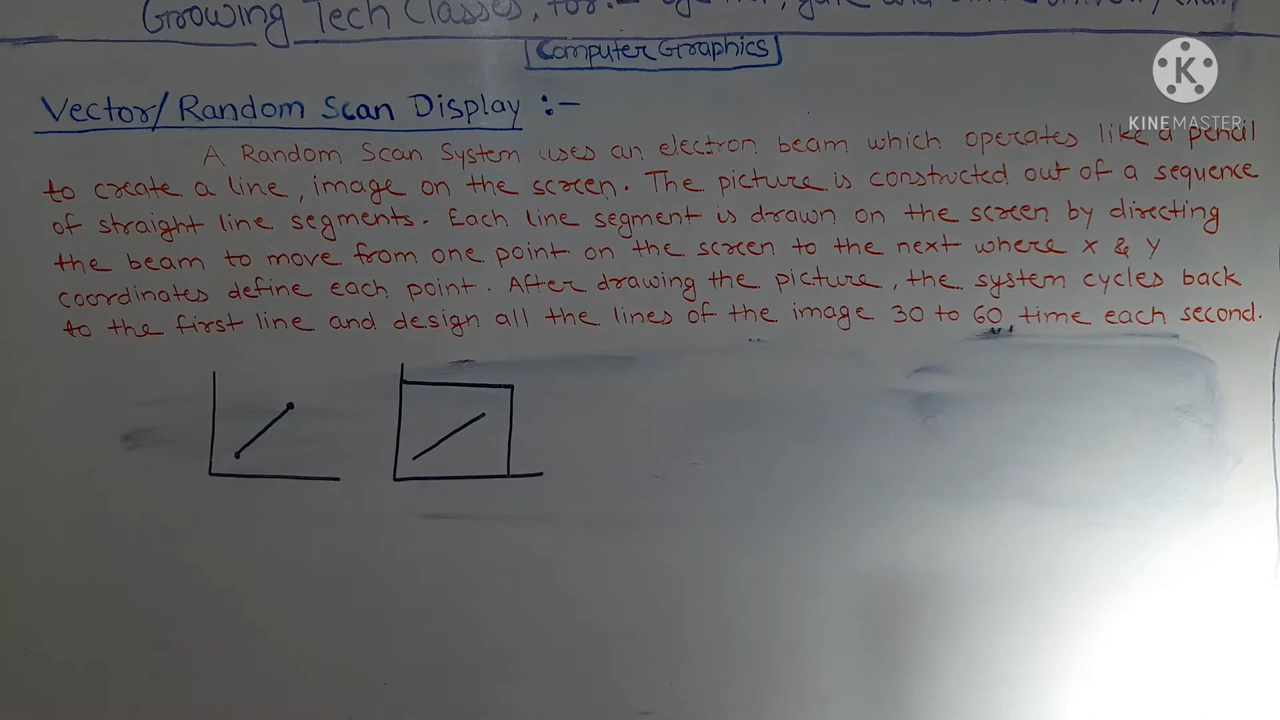 Growing Tech Classes, for:-
Computer Graphics
K
KINEMASTER
Vector/Random Scan Display :-
A Random Scan System uses an electron beam which operates like a pencil
to create a line, image on the screen. The picture is constructed out of a sequence
of straight line segments. Each line segment is drawn on the screen by directing
the beam to move from one point on the screen to the next where x & y
coordinates define each point. After drawing the picture, the system cycles back
to the first line and design all the lines of the image 30 to 60 time each second.